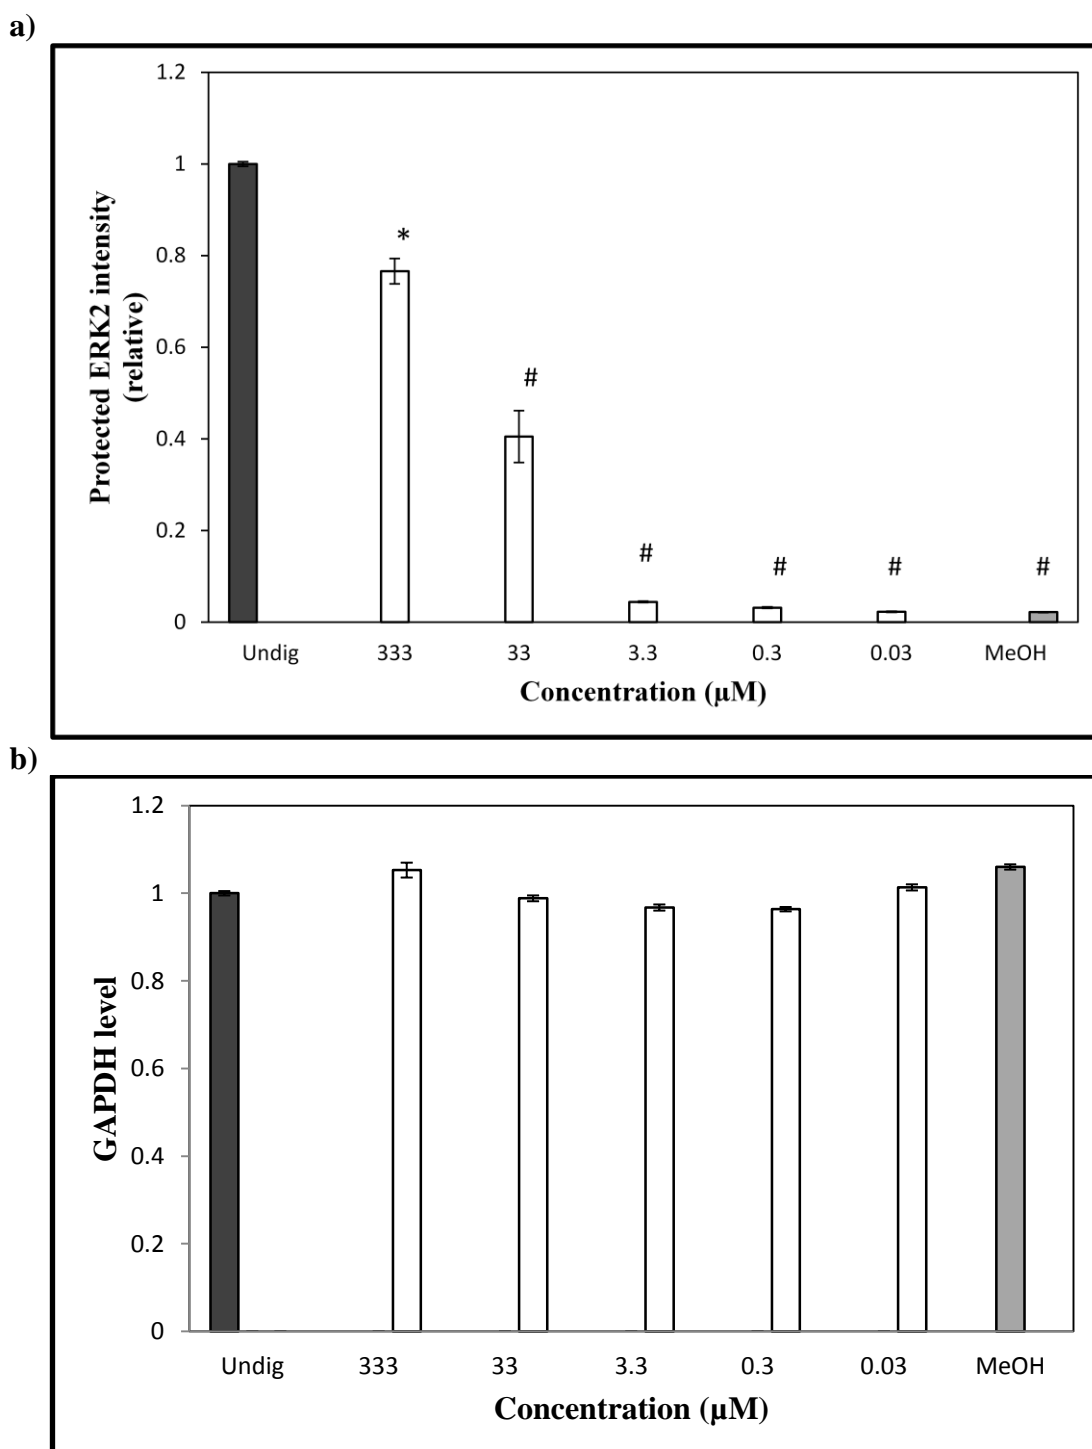 a)
1.2
1
0.8
0.6
0.4
0.2
0
Protected ERK2 intensity
(relative)
*
#
#
#
#
#
Undig 333 33 3.3 0.3 0.03 MeOH
Concentration (µM)
b)
1.2
1
0.8
0.6
0.4
0.2
0
GAPDH level
Undig 333 33 3.3 0.3 0.03 MeOH
Concentration (µM)